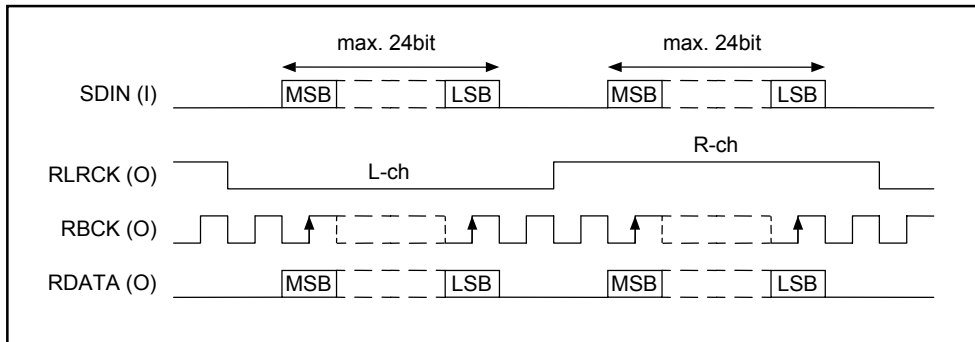 max. 24bit max. 24bit
SDIN (I) MSB LSB MSB LSB
R-ch
RLRCK (O) L-ch
RBCK (O)
RDATA (O) MSB LSB MSB LSB